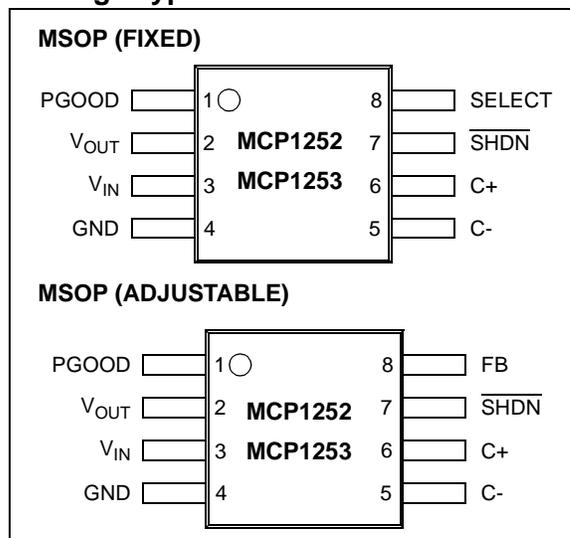 MSOP (FIXED)
PGOOD 1 8 SELECT
VOUT 2 MCP1252 7 SHDN
VIN 3 MCP1253 6 C+
GND 4 5 C-
MSOP (ADJUSTABLE)
PGOOD 1 8 FB
VOUT 2 MCP1252 7 SHDN
VIN 3 MCP1253 6 C+
GND 4 5 C-